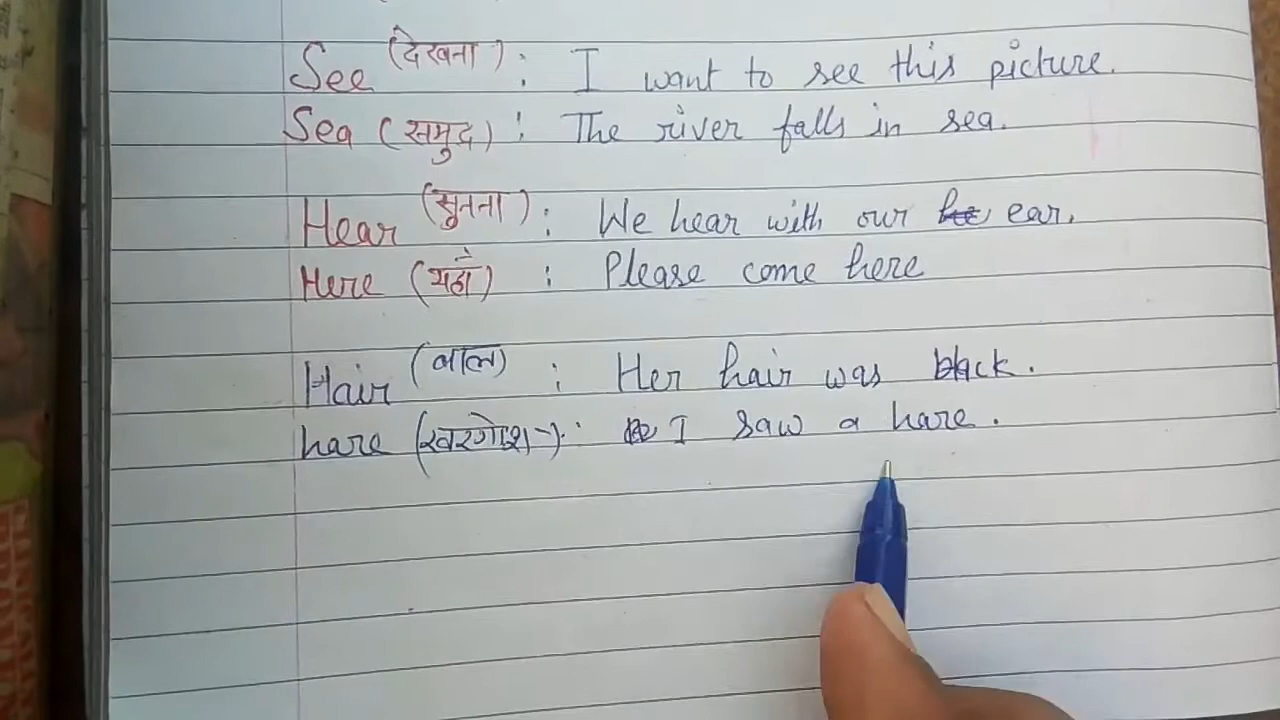 See (देखना) : I want to see this picture.
Sea (समुद्र) : The river falls in sea.
Hear (सुनना) : We hear with our ear.
Here (यहाँ) : Please come here
Hair (बाल) : Her hair was black.
hare (खरगोश) : I saw a hare.